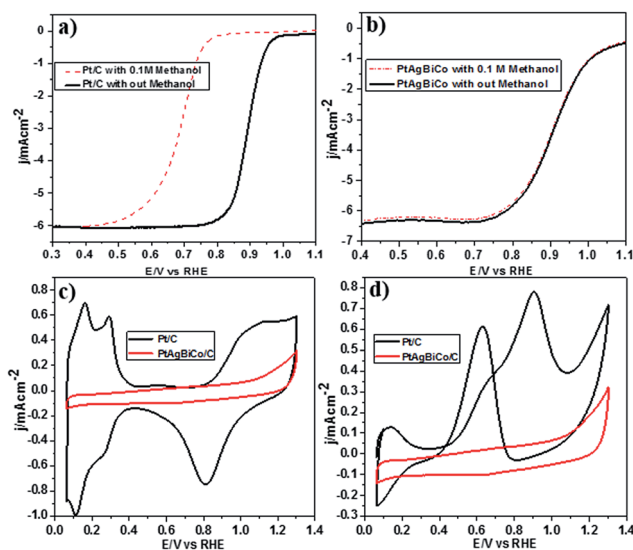 a)
Pt/C with 0.1M Methanol
Pt/C with out Methanol
j/mAcm-2
0
-1
-2
-3
-4
-5
-6
0.3 0.4 0.5 0.6 0.7 0.8 0.9 1.0 1.1
E/V vs RHE
b)
PtAgBiCo with 0.1 M Methanol
PtAgBiCo with out Methanol
j/mAcm-2
0
-1
-2
-3
-4
-5
-6
-7
0.4 0.5 0.6 0.7 0.8 0.9 1.0 1.1
E/V vs RHE
c)
Pt/C
PtAgBiCo/C
j/mAcm-2
0.8
0.6
0.4
0.2
0.0
-0.2
-0.4
-0.6
-0.8
-1.0
0.0 0.2 0.4 0.6 0.8 1.0 1.2 1.4
E/V vs RHE
d)
Pt/C
PtAgBiCo/C
j/mAcm-2
0.8
0.7
0.6
0.5
0.4
0.3
0.2
0.1
0.0
-0.1
-0.2
-0.3
0.0 0.2 0.4 0.6 0.8 1.0 1.2 1.4
E/V vs RHE